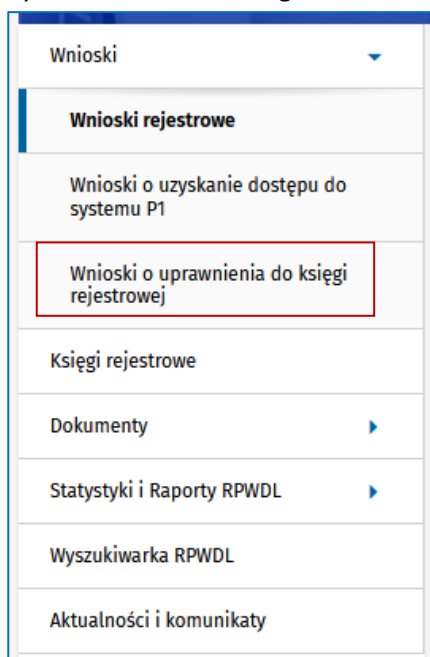 Wnioski
Wnioski rejestrowe
Wnioski o uzyskanie dostępu do
systemu P1
Wnioski o uprawnienia do księgi
rejestrowej
Księgi rejestrowe
Dokumenty
Statystyki i Raporty RPWDL
Wyszukiwarka RPWDL
Aktualności i komunikaty